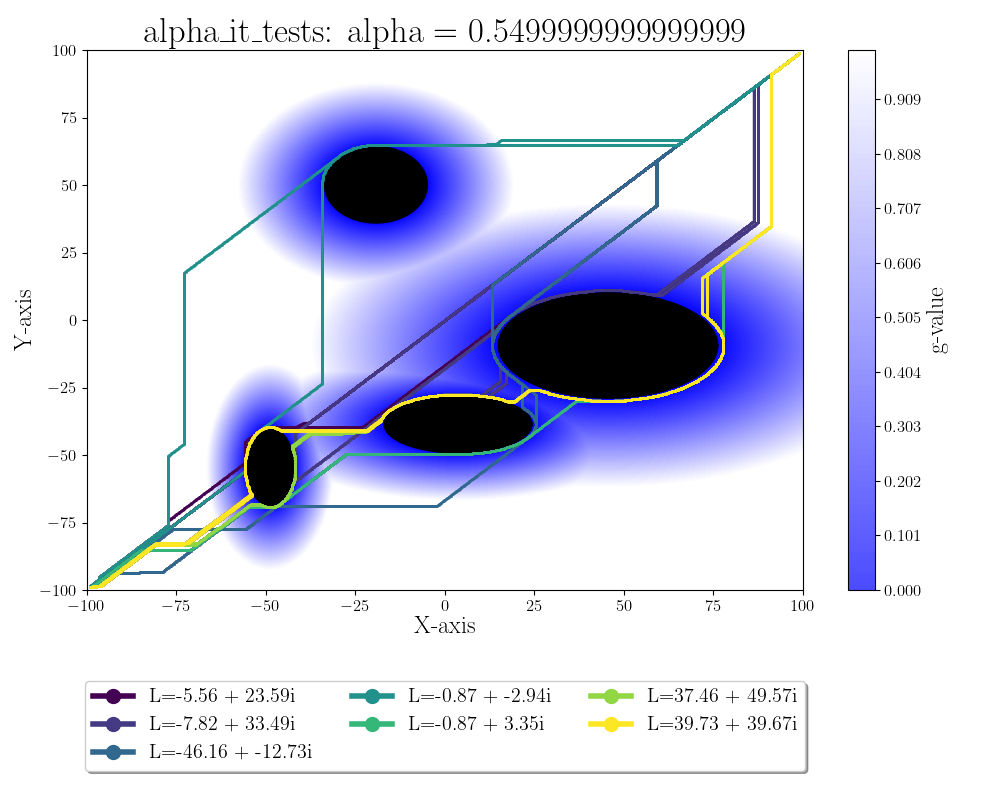 alpha_it_tests: alpha = 0.5499999999999999
100
75
50
25
0
−25
−50
−75
−100
Y-axis
−100
−75
−50
−25
0
25
50
75
100
X-axis
0.909
0.808
0.707
0.606
0.505
0.404
0.303
0.202
0.101
0.000
g-value
L=-5.56 + 23.59i
L=-7.82 + 33.49i
L=-46.16 + -12.73i
L=-0.87 + -2.94i
L=-0.87 + 3.35i
L=37.46 + 49.57i
L=39.73 + 39.67i